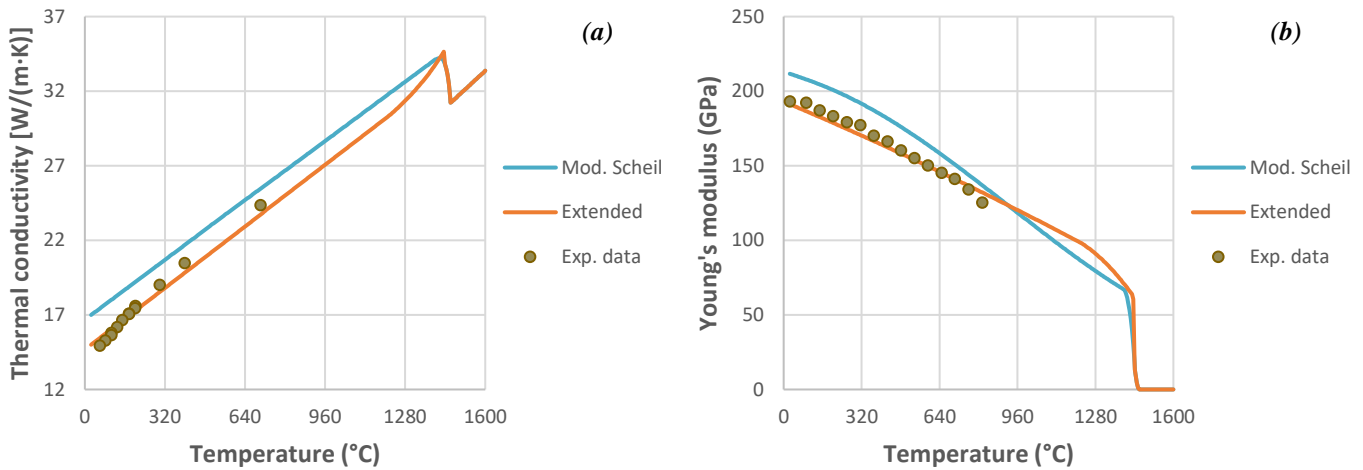 (a)
Thermal conductivity [W/(m·K)]
37
32
27
22
17
12
0 320 640 960 1280 1600
Temperature (°C)
Mod. Scheil
Extended
Exp. data
(b)
Young's modulus (GPa)
250
200
150
100
50
0
0 320 640 960 1280 1600
Temperature (°C)
Mod. Scheil
Extended
Exp. data